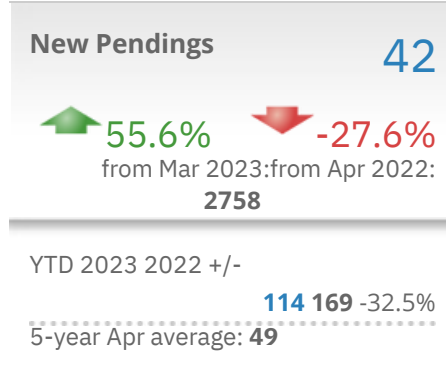 New Pendings
42
55.6% -27.6%
from Mar 2023:from Apr 2022:
2758
YTD 2023 2022 +/-
114 169 -32.5%
5-year Apr average: 49